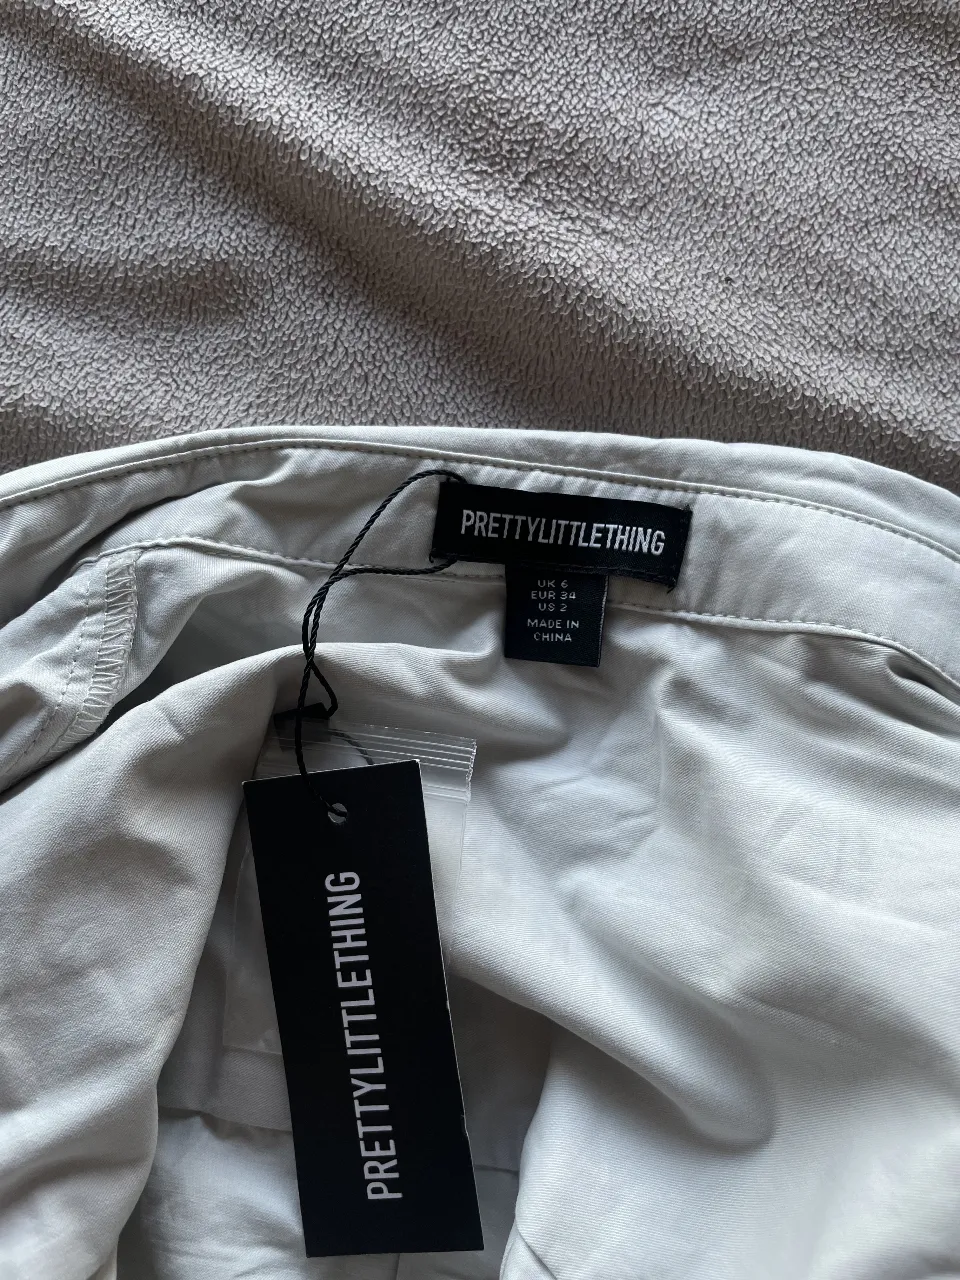 PRETTYLITTLETHING
UK 6
EUR 34
US 2
MADE IN
CHINA
PRETTYLITTLETHING